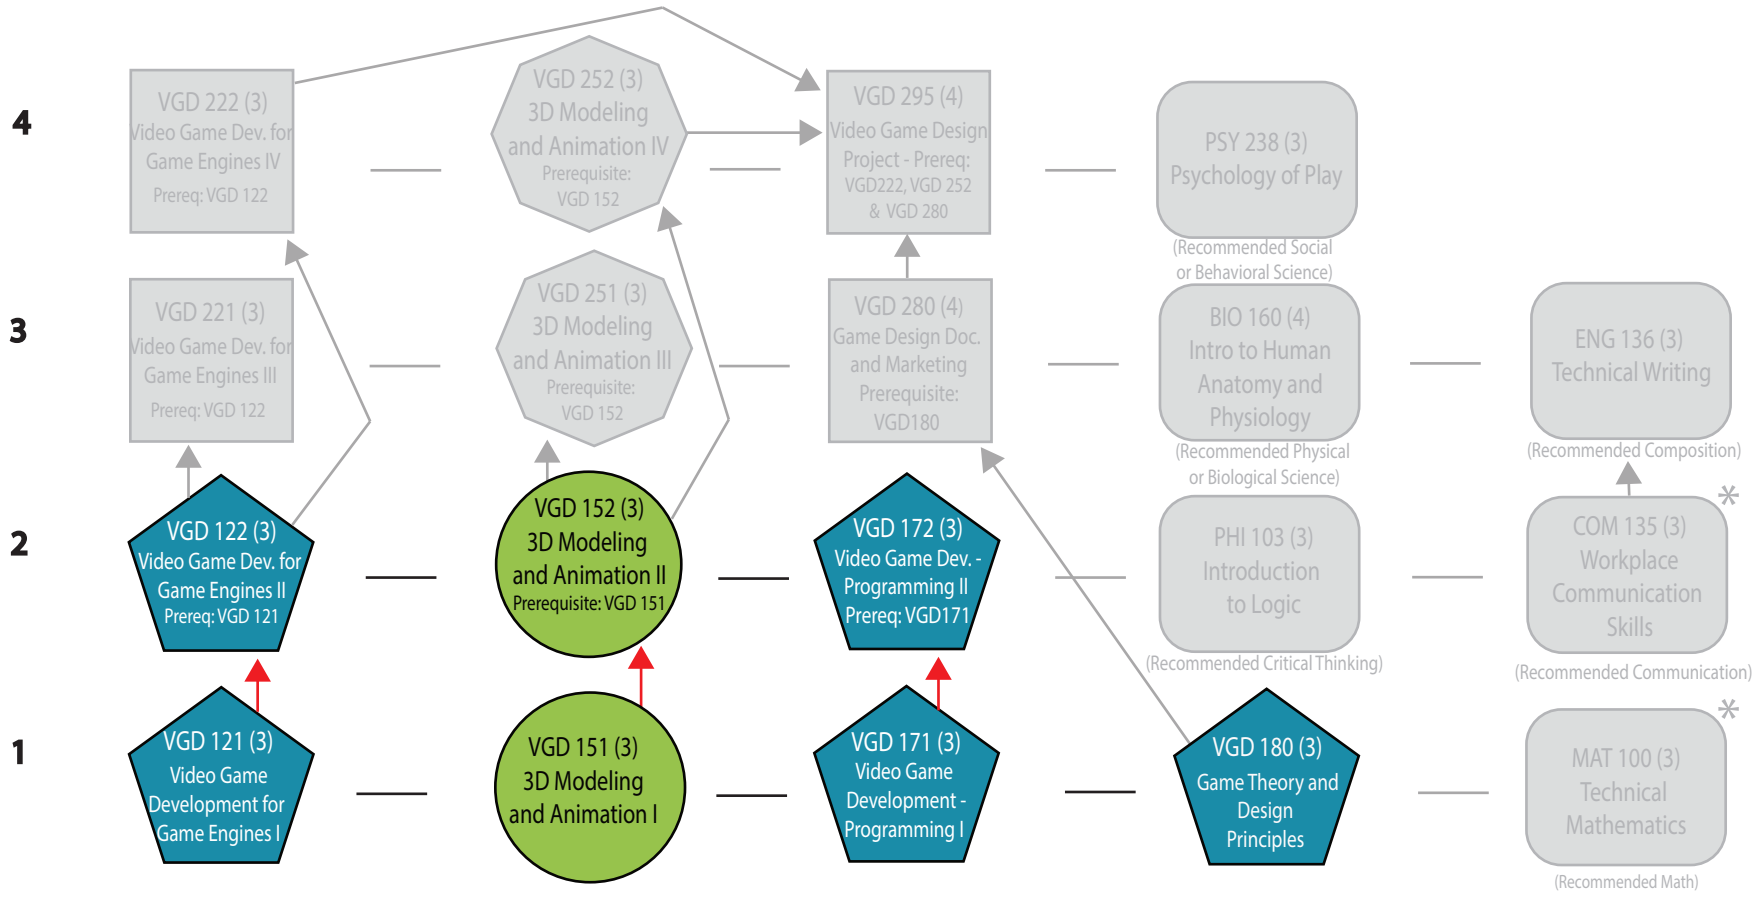 4
VGD 222 (3)
Video Game Dev. for
Game Engines IV
Prereq: VGD 122
VGD 252 (3)
3D Modeling
and Animation IV
Prerequisite:
VGD 152
VGD 295 (4)
Video Game Design
Project - Prereq:
VGD222, VGD 252
& VGD 280
PSY 238 (3)
Psychology of Play
(Recommended Social
or Behavioral Science)
3
VGD 221 (3)
Video Game Dev. for
Game Engines III
Prereq: VGD 122
VGD 251 (3)
3D Modeling
and Animation III
Prerequisite:
VGD 152
VGD 280 (4)
Game Design Doc.
and Marketing
Prerequisite:
VGD180
BIO 160 (4)
Intro to Human
Anatomy and
Physiology
(Recommended Physical
or Biological Science)
ENG 136 (3)
Technical Writing
(Recommended Composition)
2
VGD 122 (3)
Video Game Dev. for
Game Engines II
Prereq: VGD 121
VGD 152 (3)
3D Modeling
and Animation II
Prerequisite: VGD 151
VGD 172 (3)
Video Game Dev. -
Programming II
Prereq: VGD171
PHI 103 (3)
Introduction
to Logic
(Recommended Critical Thinking)
*
COM 135 (3)
Workplace
Communication
Skills
(Recommended Communication)
1
VGD 121 (3)
Video Game
Development for
Game Engines I
VGD 151 (3)
3D Modeling
and Animation I
VGD 171 (3)
Video Game
Development -
Programming I
VGD 180 (3)
Game Theory and
Design
Principles
*
MAT 100 (3)
Technical
Mathematics
(Recommended Math)